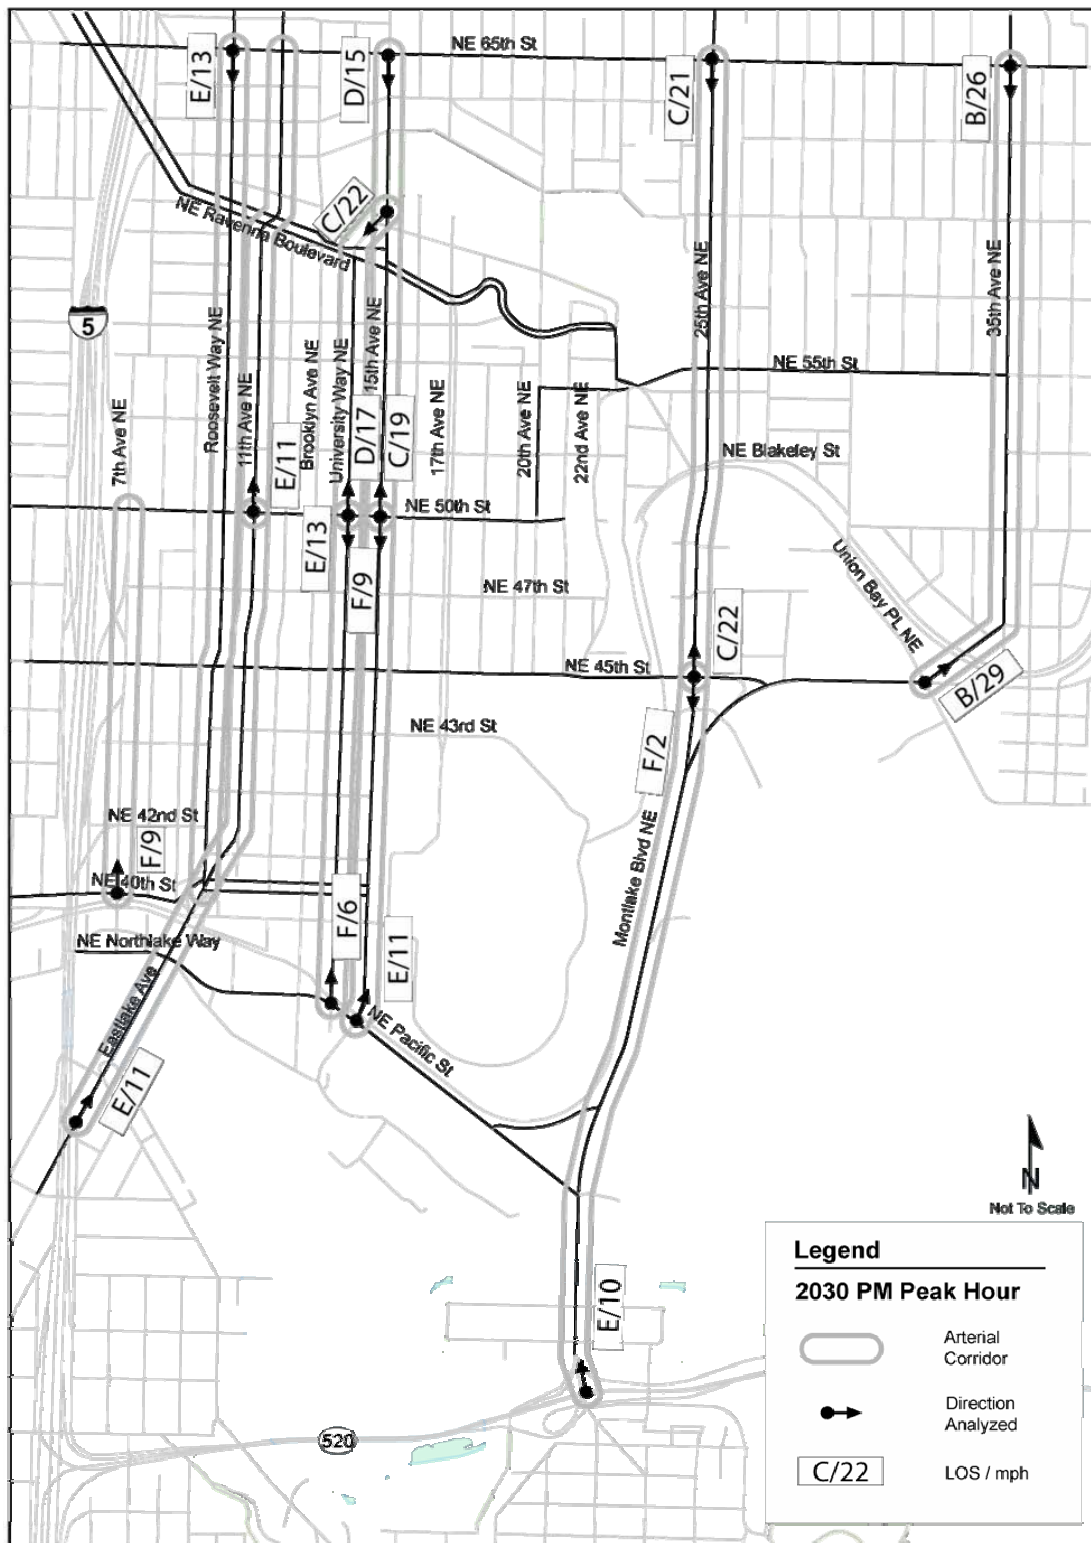 NE 65th St
E/13
D/15
C/21
B/26
C/22
NE Ravenna Boulevard
5
Roosevelt Way NE
11th Ave NE
Brooklyn Ave NE
University Way NE
15th Ave NE
25th Ave NE
35th Ave NE
NE 55th St
7th Ave NE
E/11
D/17
C/19
17th Ave NE
20th Ave NE
22nd Ave NE
NE Blakeley St
NE 50th St
E/13
F/9
NE 47th St
Union Bay PL NE
C/22
NE 45th St
B/29
NE 43rd St
F/2
Montlake Blvd NE
NE 42nd St
F/9
NE 40th St
F/6
E/11
NE Northlake Way
Eastlake Ave
NE Pacific St
E/11
N
Not To Scale
E/10
520
Legend
2030 PM Peak Hour
Arterial
Corridor
Direction
Analyzed
C/22
LOS / mph